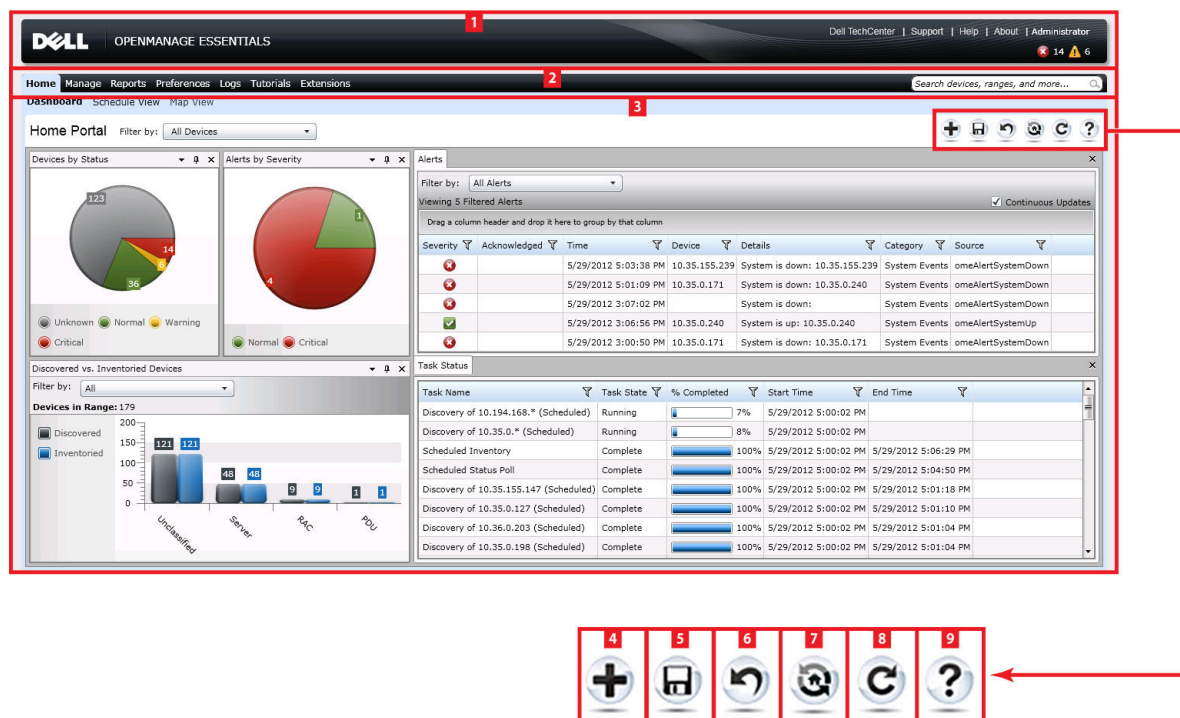 1
DELL OPENMANAGE ESSENTIALS
Dell TechCenter | Support | Help | About | Administrator
14 6
Home Manage Reports Preferences Logs Tutorials Extensions
2
Search devices, ranges, and more...
Dashboard Schedule View Map View
3
Home Portal Filter by: All Devices
Devices by Status
123
14
6
36
Unknown Normal Warning
Critical
Alerts by Severity
1
4
Normal Critical
Alerts
Filter by: All Alerts
Viewing 5 Filtered Alerts
Continuous Updates
Drag a column header and drop it here to group by that column
Severity Acknowledged Time Device Details Category Source
5/29/2012 5:03:38 PM 10.35.155.239 System is down: 10.35.155.239 System Events omeAlertSystemDown
5/29/2012 5:01:09 PM 10.35.0.171 System is down: 10.35.0.240 System Events omeAlertSystemDown
5/29/2012 3:07:02 PM System is down: System Events omeAlertSystemDown
5/29/2012 3:06:56 PM 10.35.0.240 System is up: 10.35.0.240 System Events omeAlertSystemUp
5/29/2012 3:00:50 PM 10.35.0.171 System is down: 10.35.0.171 System Events omeAlertSystemDown
Discovered vs. Inventoried Devices
Filter by: All
Devices in Range: 179
Discovered
Inventoried
200
150
100
50
0
121 121
48 48
9 9
1 1
Unclassified
Server
RAC
PDU
Task Status
Task Name Task State % Completed Start Time End Time
Discovery of 10.194.168.* (Scheduled) Running 7% 5/29/2012 5:00:02 PM
Discovery of 10.35.0.* (Scheduled) Running 8% 5/29/2012 5:00:02 PM
Scheduled Inventory Complete 100% 5/29/2012 5:00:02 PM 5/29/2012 5:06:29 PM
Scheduled Status Poll Complete 100% 5/29/2012 5:00:02 PM 5/29/2012 5:04:50 PM
Discovery of 10.35.155.147 (Scheduled) Complete 100% 5/29/2012 5:00:02 PM 5/29/2012 5:01:18 PM
Discovery of 10.35.0.127 (Scheduled) Complete 100% 5/29/2012 5:00:02 PM 5/29/2012 5:01:10 PM
Discovery of 10.36.0.203 (Scheduled) Complete 100% 5/29/2012 5:00:02 PM 5/29/2012 5:01:04 PM
Discovery of 10.35.0.198 (Scheduled) Complete 100% 5/29/2012 5:00:02 PM 5/29/2012 5:01:04 PM
4 5 6 7 8 9